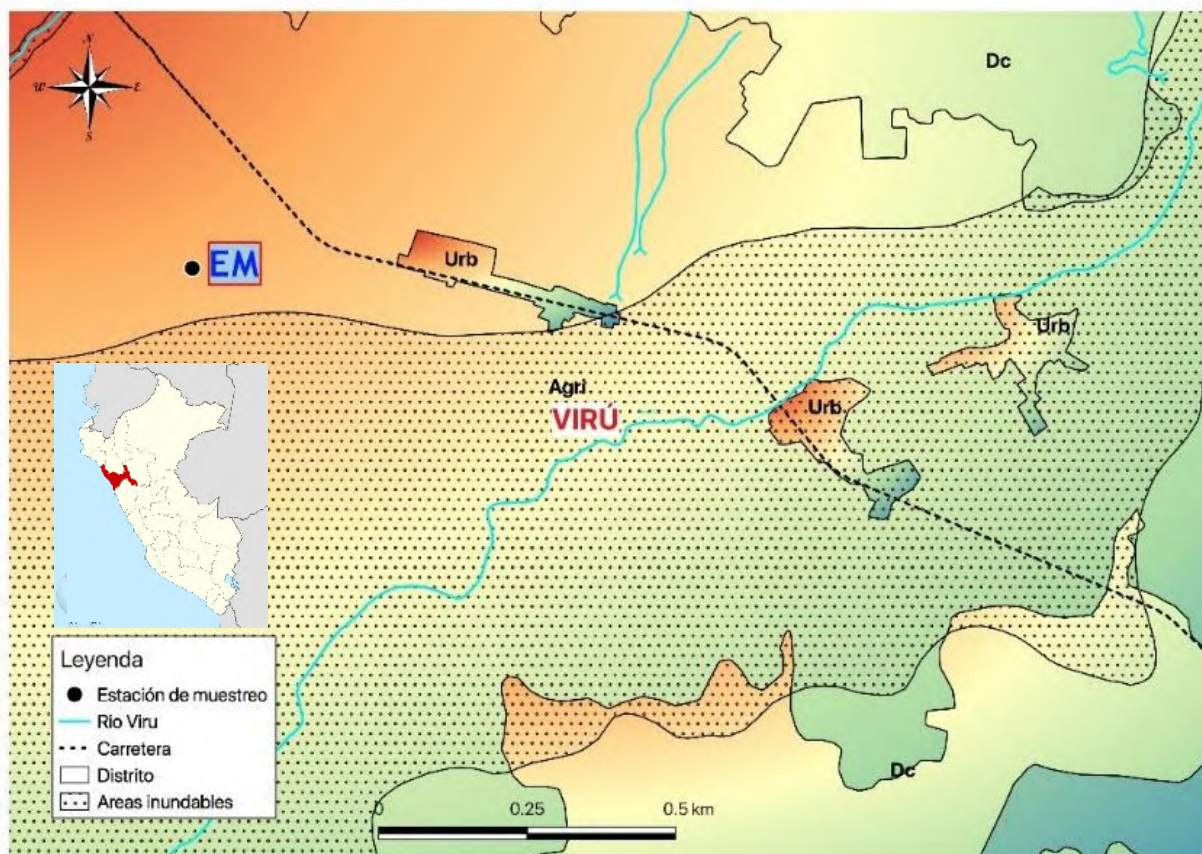 N
W
E
S
Dc
EM
Urb
Urb
Agri
VIRÚ
Urb
Leyenda
Estación de muestreo
Rio Viru
Carretera
Distrito
Areas inundables
Dc
0 0.25 0.5 km